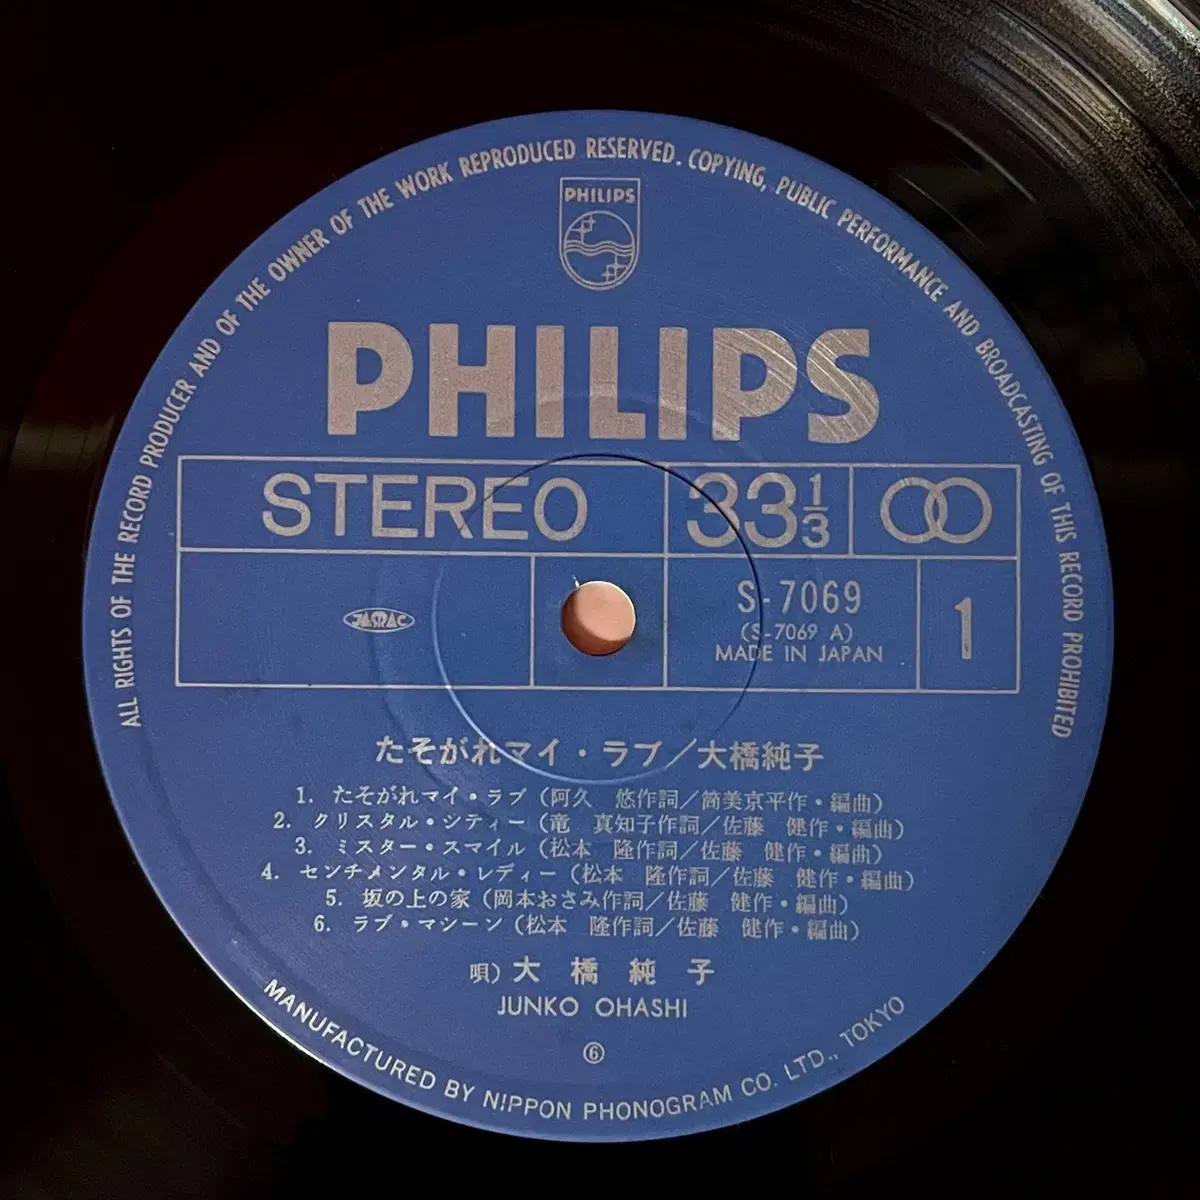 ALL RIGHTS OF THE RECORD PRODUCER AND OF THE OWNER OF THE WORK REPRODUCED RESERVED. COPYING, PUBLIC PERFORMANCE AND BROADCASTING OF THIS RECORD PROHIBITED
PHILIPS
PHILIPS
STEREO 33 1/3
JASRAC
S-7069
(S-7069 A)
MADE IN JAPAN
1
たそがれマイ・ラブ/大橋純子
1. たそがれマイ・ラブ(阿久 悠作詞/筒美京平作・編曲)
2. クリスタル・シティー(竜 真知子作詞/佐藤 健作・編曲)
3. ミスター・スマイル(松本 隆作詞/佐藤 健作・編曲)
4. センチメンタル・レディー(松本 隆作詞/佐藤 健作・編曲)
5. 坂の上の家(岡本おさみ作詞/佐藤 健作・編曲)
6. ラブ・マシーン(松本 隆作詞/佐藤 健作・編曲)
唄) 大橋純子
JUNKO OHASHI
⑥
MANUFACTURED BY NIPPON PHONOGRAM CO. LTD., TOKYO